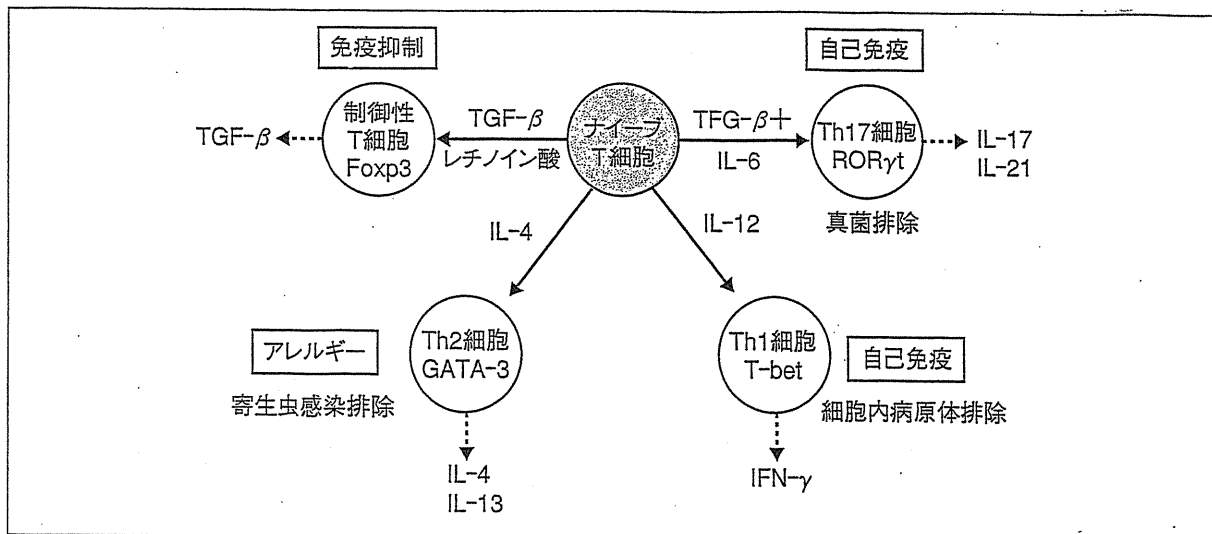 免疫抑制
自己免疫
制御性
T細胞
Foxp3
TGF-β
TGF-β
レチノイン酸
ナイーブ
T細胞
TFG-β+
IL-6
Th17細胞
RORγt
IL-17
IL-21
真菌排除
IL-4
IL-12
アレルギー
寄生虫感染排除
Th2細胞
GATA-3
IL-4
IL-13
Th1細胞
T-bet
自己免疫
細胞内病原体排除
IFN-γ